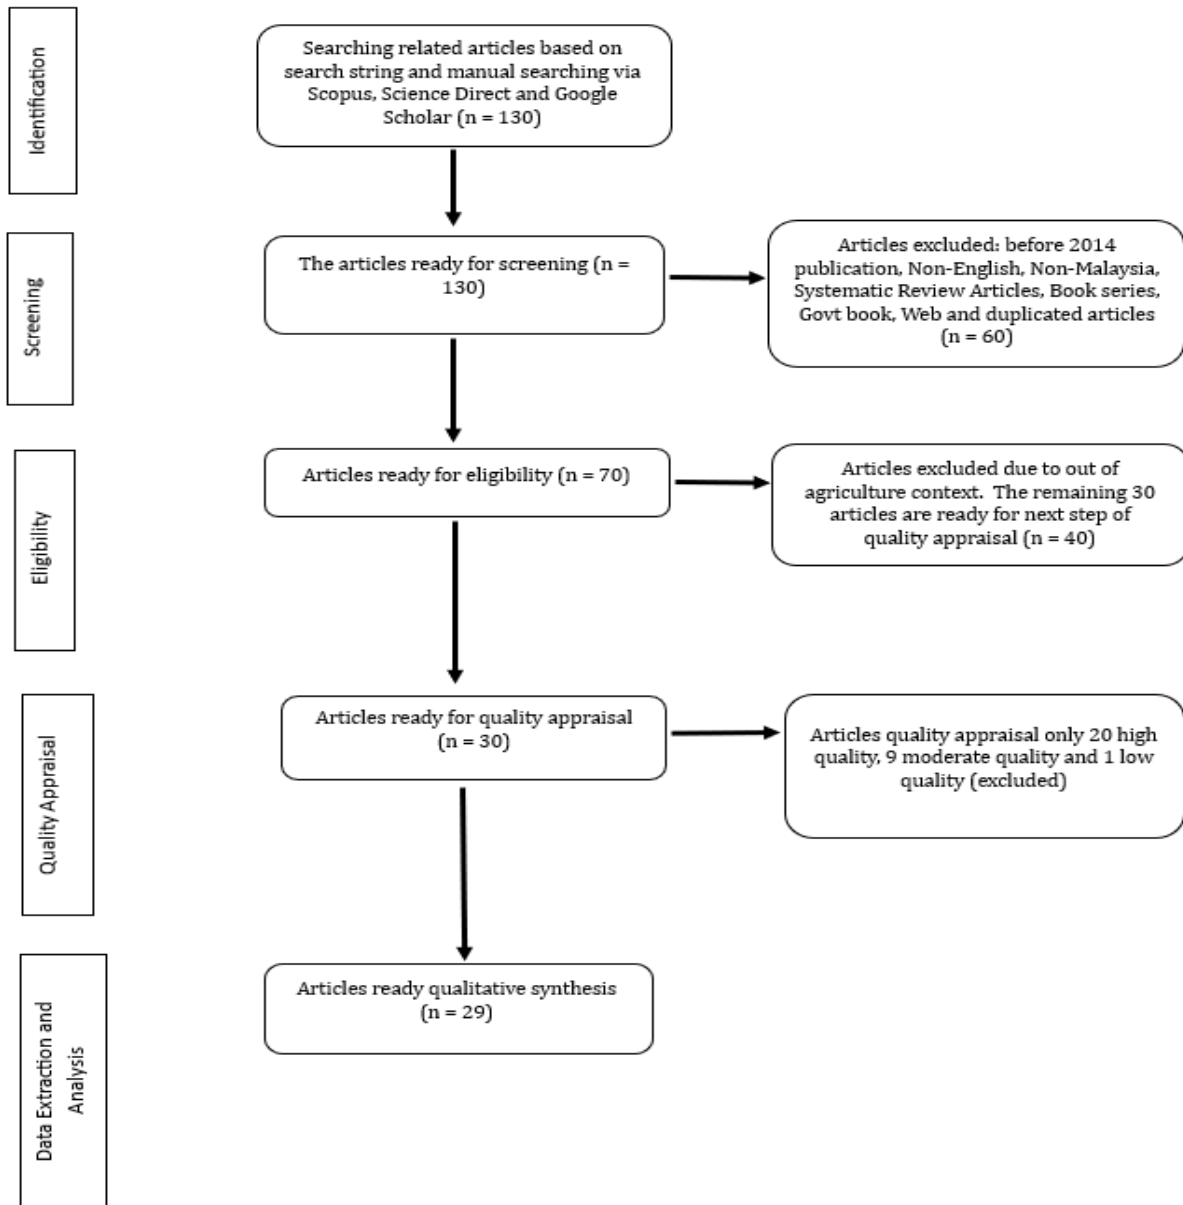 Identification
Searching related articles based on
search string and manual searching via
Scopus, Science Direct and Google
Scholar (n = 130)
Screening
The articles ready for screening (n =
130)
Articles excluded: before 2014
publication, Non-English, Non-Malaysia,
Systematic Review Articles, Book series,
Govt book, Web and duplicated articles
(n = 60)
Eligibility
Articles ready for eligibility (n = 70)
Articles excluded due to out of
agriculture context. The remaining 30
articles are ready for next step of
quality appraisal (n = 40)
Quality Appraisal
Articles ready for quality appraisal
(n = 30)
Articles quality appraisal only 20 high
quality, 9 moderate quality and 1 low
quality (excluded)
Data Extraction and
Analysis
Articles ready qualitative synthesis
(n = 29)